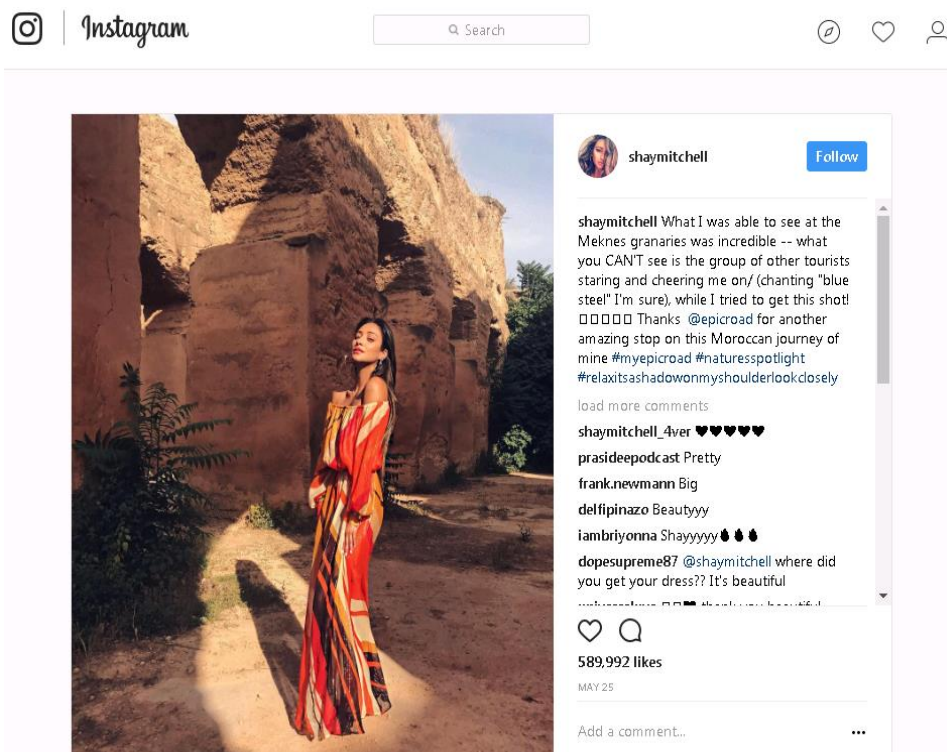 Instagram
Search
shaymitchell
Follow
shaymitchell What I was able to see at the
Meknes granaries was incredible -- what
you CAN'T see is the group of other tourists
staring and cheering me on/ (chanting "blue
steel" I'm sure), while I tried to get this shot!
Thanks @epicroad for another
amazing stop on this Moroccan journey of
mine #myepicroad #naturesspotlight
#relaxitsashadowonmyshoulderlookclosely
load more comments
shaymitchell_4ver ♥♥♥♥♥
prasideepodcast Pretty
frank.newmann Big
delfipinazo Beautyyy
iambriyonna Shayyyyy
dopesupreme87 @shaymitchell where did
you get your dress?? It's beautiful
589,992 likes
MAY 25
Add a comment...